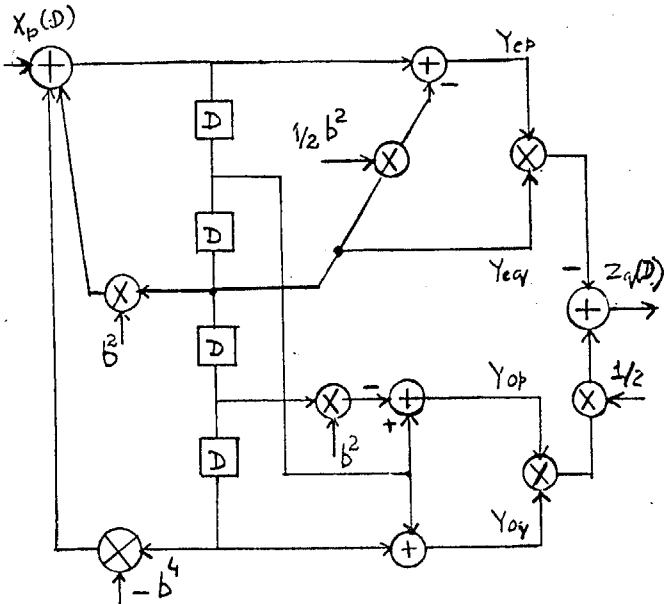 Xp(D)
+
+
Yep
-
D
1/2 b²
X
X
D
Yeq
-
Zq(D)
X
b²
+
D
1/2
X
-
+
Yop
X
+
b²
D
X
Yoq
X
+
-b⁴